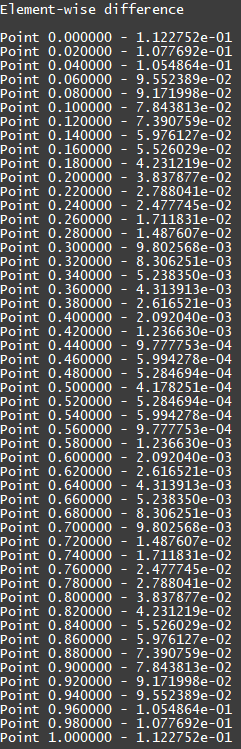 Element-wise difference
Point 0.000000 - 1.122752e-01
Point 0.020000 - 1.077692e-01
Point 0.040000 - 1.054864e-01
Point 0.060000 - 9.552389e-02
Point 0.080000 - 9.171998e-02
Point 0.100000 - 7.843813e-02
Point 0.120000 - 7.390759e-02
Point 0.140000 - 5.976127e-02
Point 0.160000 - 5.526029e-02
Point 0.180000 - 4.231219e-02
Point 0.200000 - 3.837877e-02
Point 0.220000 - 2.788041e-02
Point 0.240000 - 2.477745e-02
Point 0.260000 - 1.711831e-02
Point 0.280000 - 1.487607e-02
Point 0.300000 - 9.802568e-03
Point 0.320000 - 8.306251e-03
Point 0.340000 - 5.238350e-03
Point 0.360000 - 4.313913e-03
Point 0.380000 - 2.616521e-03
Point 0.400000 - 2.092040e-03
Point 0.420000 - 1.236630e-03
Point 0.440000 - 9.777753e-04
Point 0.460000 - 5.994278e-04
Point 0.480000 - 5.284694e-04
Point 0.500000 - 4.178251e-04
Point 0.520000 - 5.284694e-04
Point 0.540000 - 5.994278e-04
Point 0.560000 - 9.777753e-04
Point 0.580000 - 1.236630e-03
Point 0.600000 - 2.092040e-03
Point 0.620000 - 2.616521e-03
Point 0.640000 - 4.313913e-03
Point 0.660000 - 5.238350e-03
Point 0.680000 - 8.306251e-03
Point 0.700000 - 9.802568e-03
Point 0.720000 - 1.487607e-02
Point 0.740000 - 1.711831e-02
Point 0.760000 - 2.477745e-02
Point 0.780000 - 2.788041e-02
Point 0.800000 - 3.837877e-02
Point 0.820000 - 4.231219e-02
Point 0.840000 - 5.526029e-02
Point 0.860000 - 5.976127e-02
Point 0.880000 - 7.390759e-02
Point 0.900000 - 7.843813e-02
Point 0.920000 - 9.171998e-02
Point 0.940000 - 9.552389e-02
Point 0.960000 - 1.054864e-01
Point 0.980000 - 1.077692e-01
Point 1.000000 - 1.122752e-01